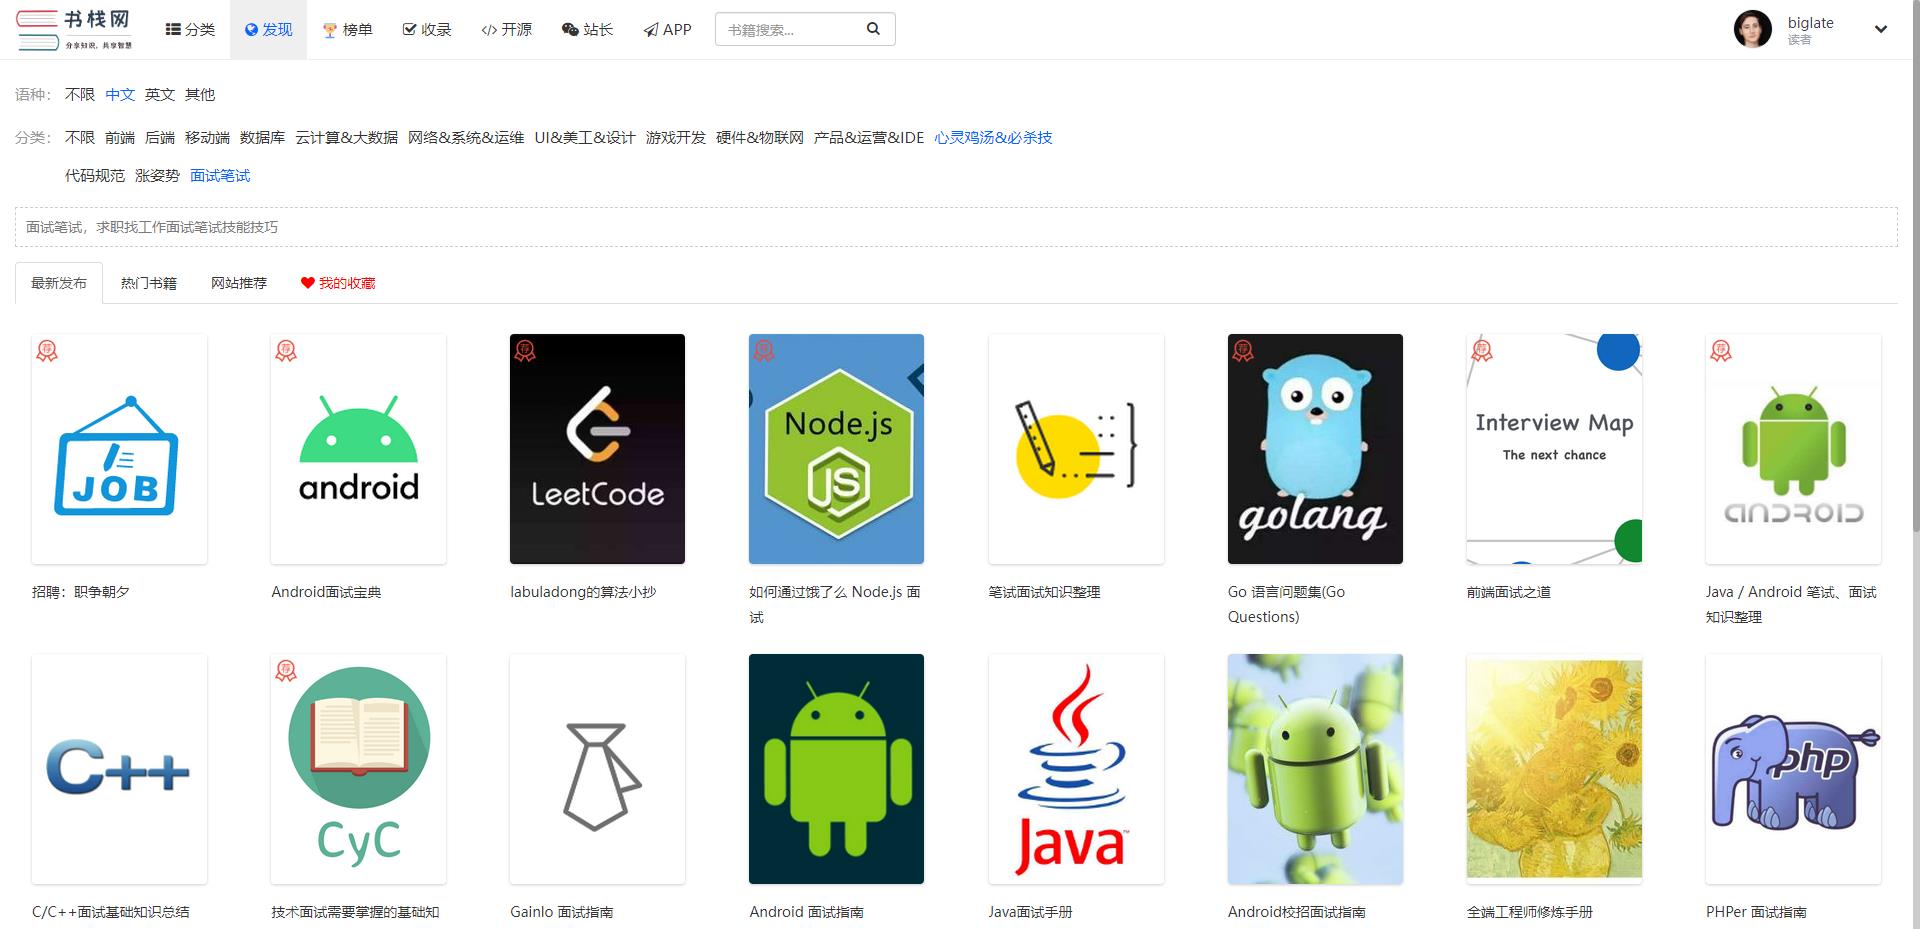 书栈网
分享知识，共享智慧
分类
发现
榜单
收录
开源
站长
APP
书籍搜索...
biglate
读者
语种： 不限 中文 英文 其他
分类： 不限 前端 后端 移动端 数据库 云计算&大数据 网络&系统&运维 UI&美工&设计 游戏开发 硬件&物联网 产品&运营&IDE 心灵鸡汤&必杀技
代码规范 涨姿势 面试笔试
面试笔试，求职找工作面试笔试技能技巧
最新发布 热门书籍 网站推荐 我的收藏
荐
JOB
招聘：职争朝夕
荐
android
Android面试宝典
荐
LeetCode
labuladong的算法小抄
荐
Node.js
JS
如何通过饿了么 Node.js 面
试
笔试面试知识整理
荐
golang
Go 语言问题集(Go
Questions)
荐
Interview Map
The next chance
前端面试之道
荐
ANDROID
Java / Android 笔试、面试
知识整理
C++
C/C++面试基础知识总结
荐
CyC
技术面试需要掌握的基础知
Gainlo 面试指南
Android 面试指南
Java™
Java面试手册
Android校招面试指南
全端工程师修炼手册
php
PHPer 面试指南